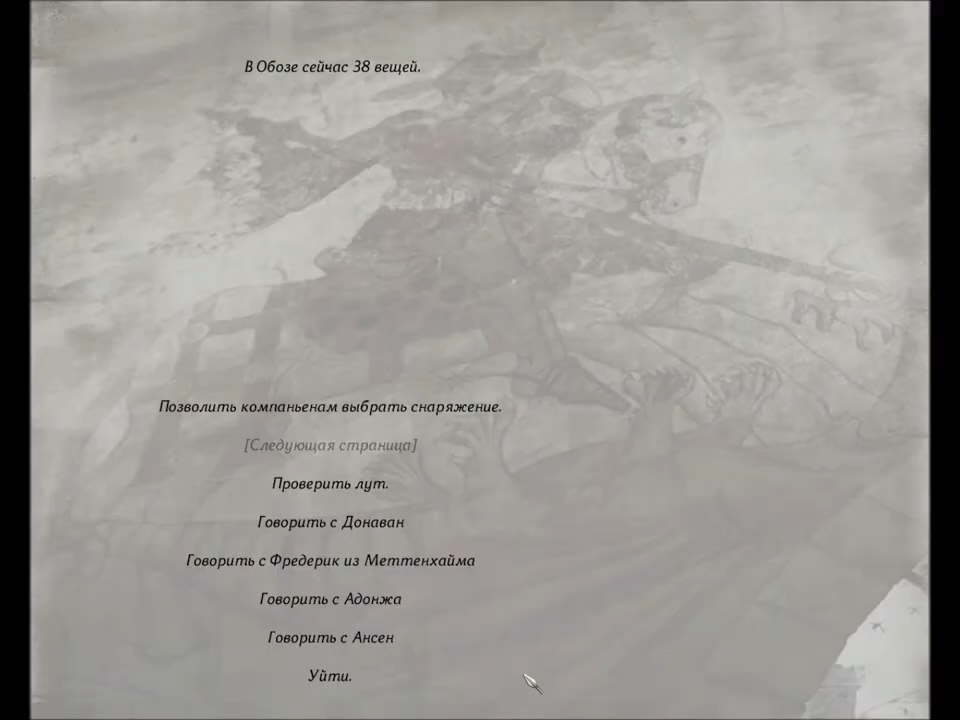 В Обозе сейчас 38 вещей.
Позволить компаньенам выбрать снаряжение.
[Следующая страница]
Проверить лут.
Говорить с Донаван
Говорить с Фредерик из Меттенхайма
Говорить с Адонжа
Говорить с Ансен
Уйти.